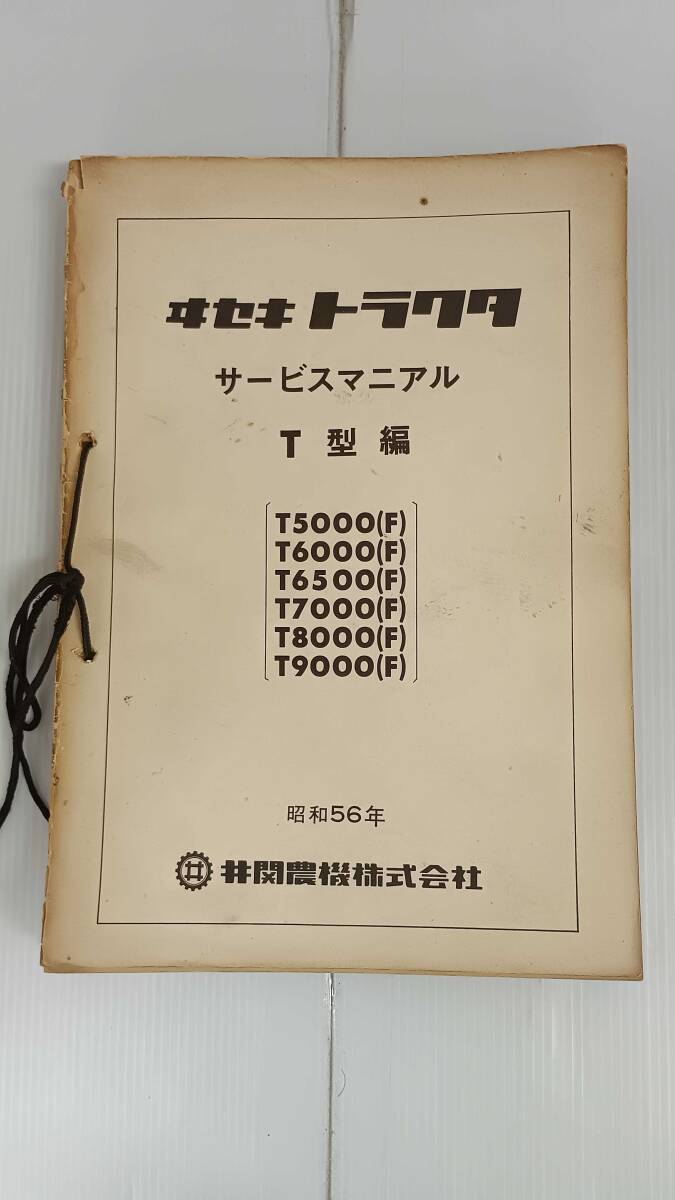 ヰセキ トラクタ
サービスマニアル
T 型 編
T5000(F)
T6000(F)
T6500(F)
T7000(F)
T8000(F)
T9000(F)
昭和56年
井 井関農機株式会社